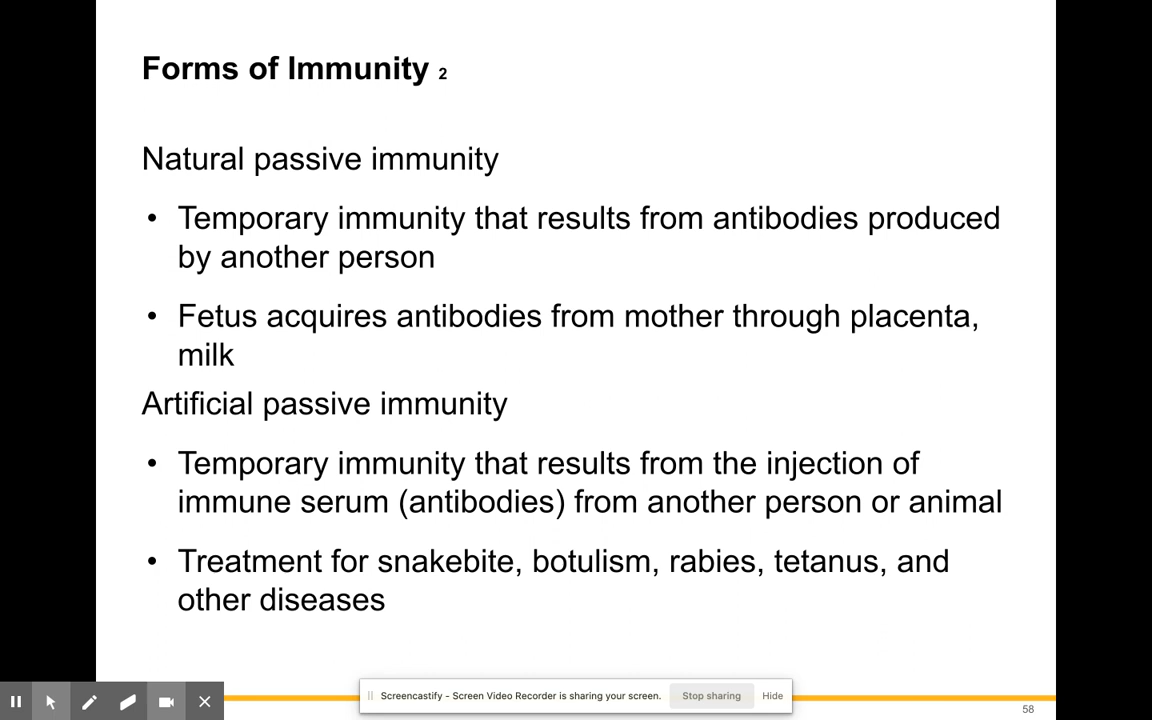 Forms of Immunity 2
Natural passive immunity
• Temporary immunity that results from antibodies produced
by another person
• Fetus acquires antibodies from mother through placenta,
milk
Artificial passive immunity
• Temporary immunity that results from the injection of
immune serum (antibodies) from another person or animal
• Treatment for snakebite, botulism, rabies, tetanus, and
other diseases
Screencastify - Screen Video Recorder is sharing your screen. Stop sharing Hide
58